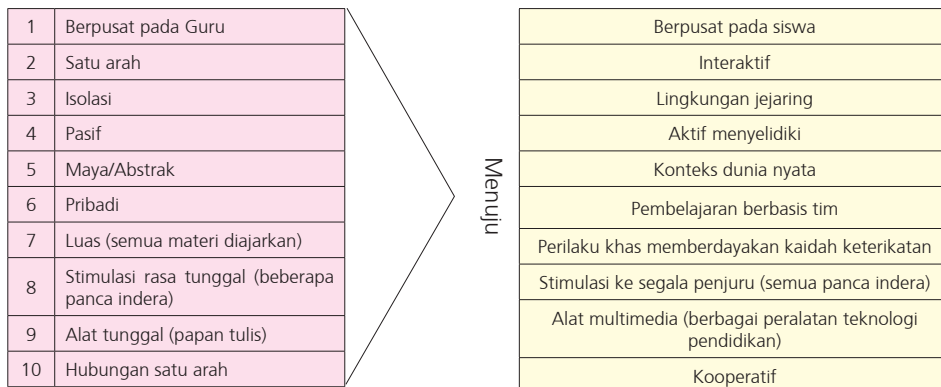 1 Berpusat pada Guru
2 Satu arah
3 Isolasi
4 Pasif
5 Maya/Abstrak
6 Pribadi
7 Luas (semua materi diajarkan)
8 Stimulasi rasa tunggal (beberapa
panca indera)
9 Alat tunggal (papan tulis)
10 Hubungan satu arah
Menuju
Berpusat pada siswa
Interaktif
Lingkungan jejaring
Aktif menyelidiki
Konteks dunia nyata
Pembelajaran berbasis tim
Perilaku khas memberdayakan kaidah keterikatan
Stimulasi ke segala penjuru (semua panca indera)
Alat multimedia (berbagai peralatan teknologi
pendidikan)
Kooperatif